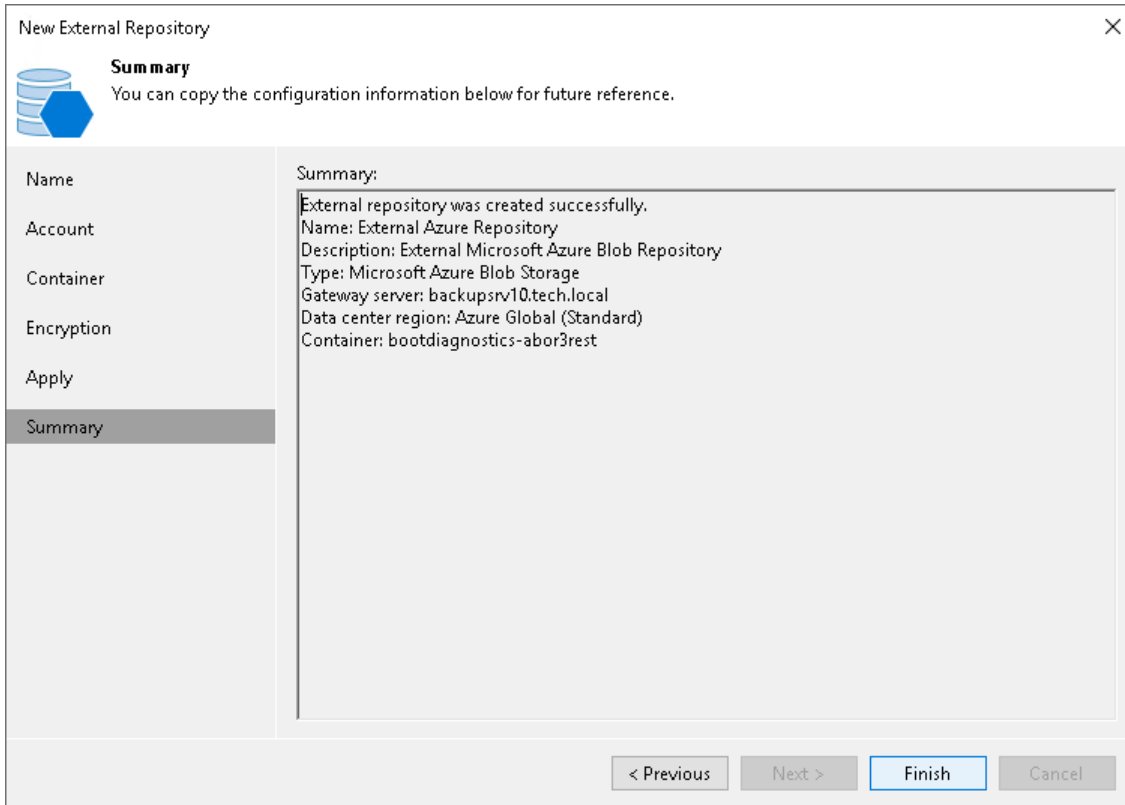 New External Repository
Summary
You can copy the configuration information below for future reference.
Name
Account
Container
Encryption
Apply
Summary
Summary:
External repository was created successfully.
Name: External Azure Repository
Description: External Microsoft Azure Blob Repository
Type: Microsoft Azure Blob Storage
Gateway server: backupsrv10.tech.local
Data center region: Azure Global (Standard)
Container: bootdiagnostics-abor3rest
< Previous
Next >
Finish
Cancel